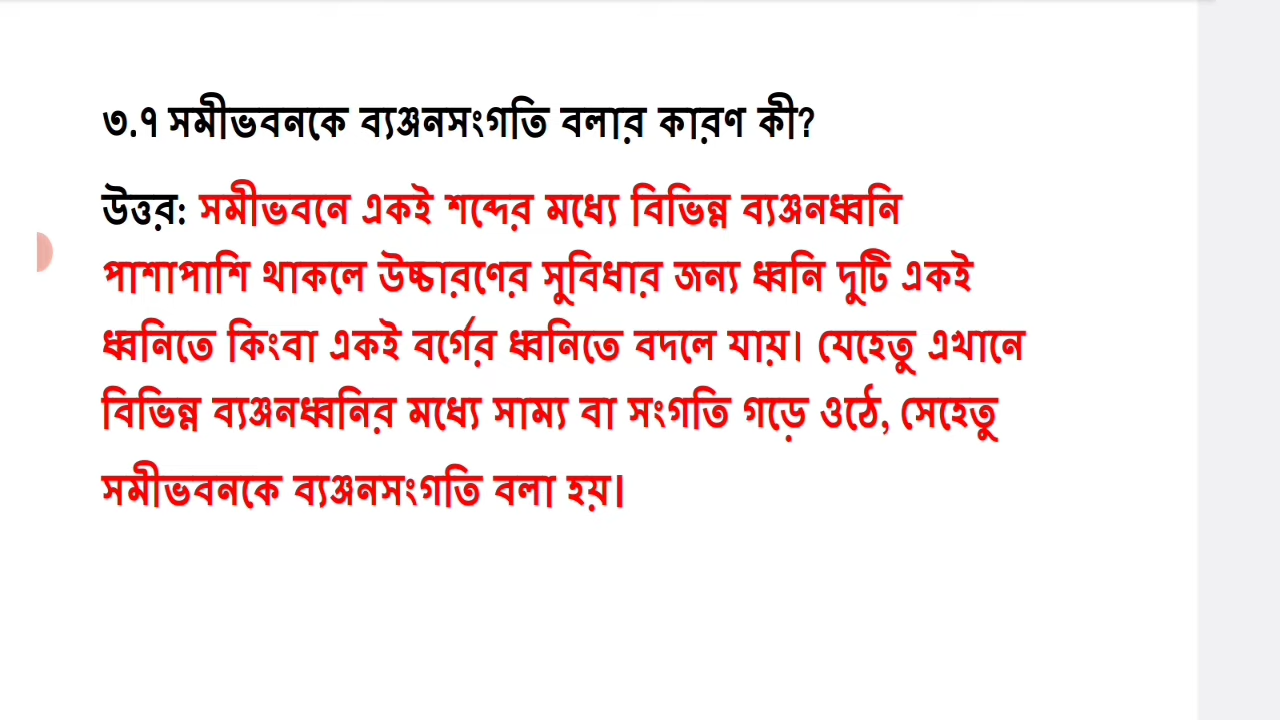 ৩.৭ সমীভবনকে ব্যঞ্জনসংগতি বলার কারণ কী?
উত্তর: সমীভবনে একই শব্দের মধ্যে বিভিন্ন ব্যঞ্জনধ্বনি
পাশাপাশি থাকলে উচ্চারণের সুবিধার জন্য ধ্বনি দুটি একই
ধ্বনিতে কিংবা একই বর্গের ধ্বনিতে বদলে যায়। যেহেতু এখানে
বিভিন্ন ব্যঞ্জনধ্বনির মধ্যে সাম্য বা সংগতি গড়ে ওঠে, সেহেতু
সমীভবনকে ব্যঞ্জনসংগতি বলা হয়।